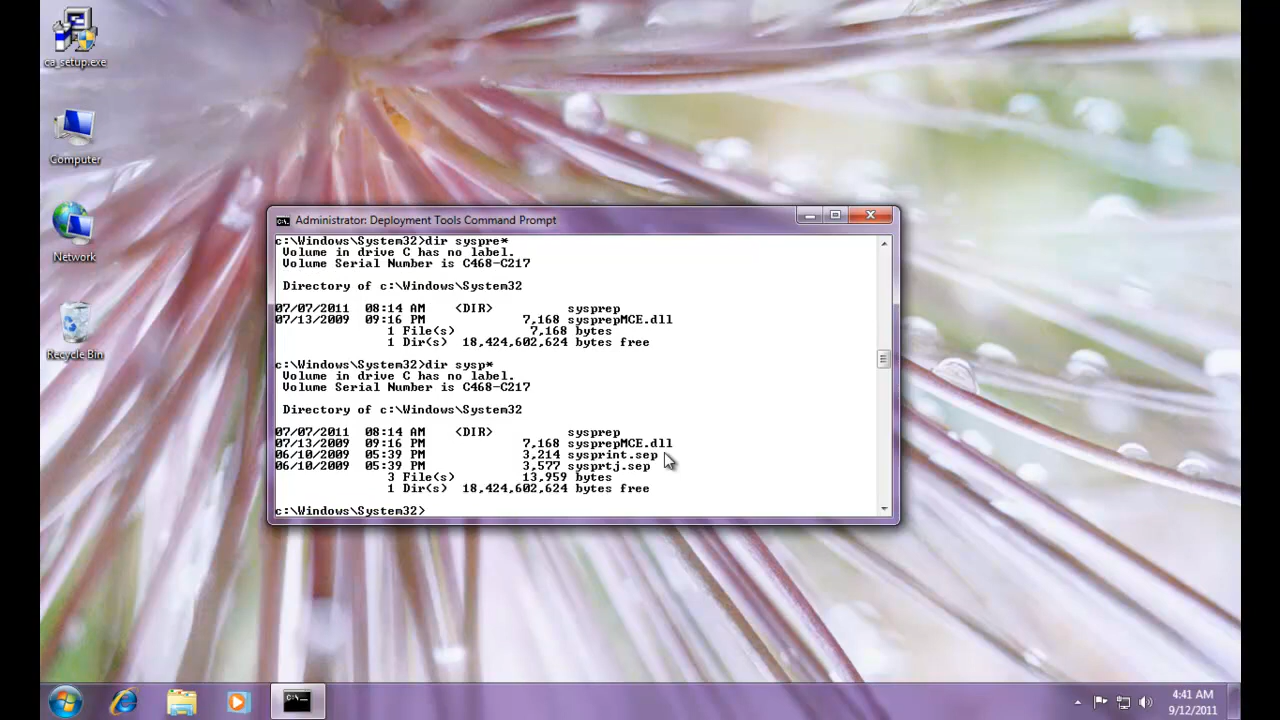 ca_setup.exe
Computer
Network
Recycle Bin
Administrator: Deployment Tools Command Prompt
c:\Windows\System32>dir syspre*
Volume in drive C has no label.
Volume Serial Number is C468-C217
Directory of c:\Windows\System32
07/07/2011 08:14 AM <DIR> sysprep
07/13/2009 09:16 PM 7,168 sysprepMCE.dll
1 File(s) 7,168 bytes
1 Dir(s) 18,424,602,624 bytes free
c:\Windows\System32>dir sysp*
Volume in drive C has no label.
Volume Serial Number is C468-C217
Directory of c:\Windows\System32
07/07/2011 08:14 AM <DIR> sysprep
07/13/2009 09:16 PM 7,168 sysprepMCE.dll
06/10/2009 05:39 PM 3,214 sysprint.sep
06/10/2009 05:39 PM 3,577 sysprtj.sep
3 File(s) 13,959 bytes
1 Dir(s) 18,424,602,624 bytes free
c:\Windows\System32>
C:\_
4:41 AM
9/12/2011